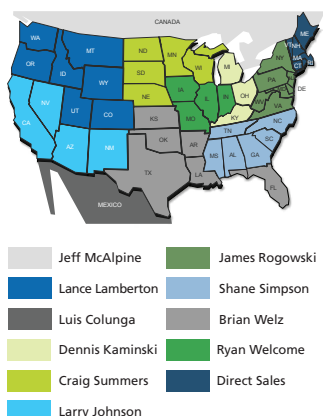 CANADA
WA
MT
ND
MN
ME
VT
NH
OR
ID
SD
WI
MI
NY
MA
CT
RI
WY
NE
IA
PA
NV
UT
CO
IL
IN
OH
WV
VA
DE
CA
KS
MO
KY
NC
AZ
NM
OK
AR
TN
SC
MS
AL
GA
TX
LA
FL
MEXICO
Jeff McAlpine
James Rogowski
Lance Lamberton
Shane Simpson
Luis Colunga
Brian Welz
Dennis Kaminski
Ryan Welcome
Craig Summers
Direct Sales
Larry Johnson